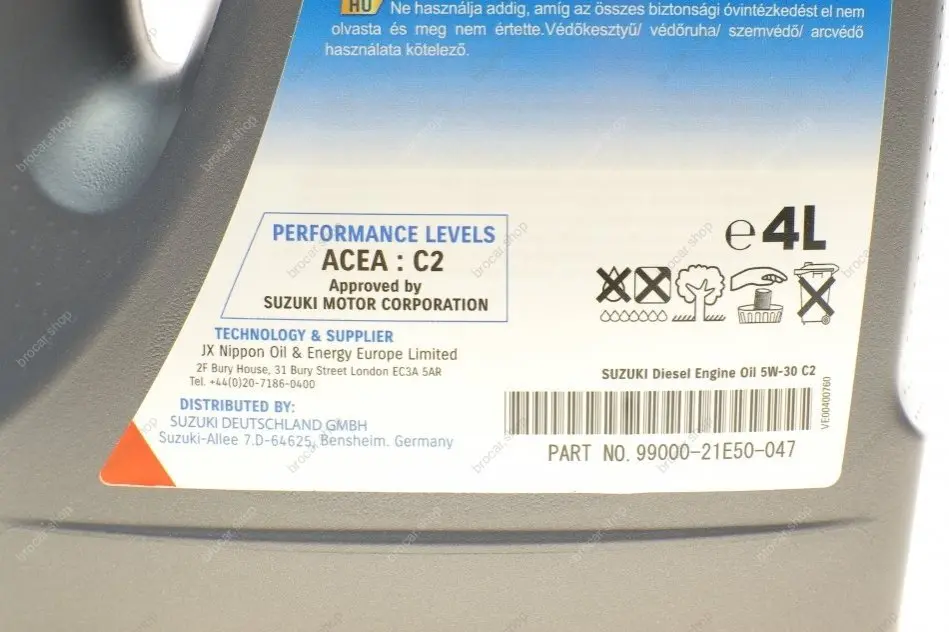 HU
Ne használja addig, amíg az összes biztonsági óvintézkedést el nem
olvasta és meg nem értette.Védőkesztyű/ védőruha/ szemvédő/ arcvédő
használata kötelező.
PERFORMANCE LEVELS
ACEA : C2
Approved by
SUZUKI MOTOR CORPORATION
℮4L
TECHNOLOGY & SUPPLIER
JX Nippon Oil & Energy Europe Limited
2F Bury House, 31 Bury Street London EC3A 5AR
Tel. +44(0)20-7186-0400
DISTRIBUTED BY:
SUZUKI DEUTSCHLAND GMBH
Suzuki-Allee 7.D-64625, Bensheim. Germany
SUZUKI Diesel Engine Oil 5W-30 C2
VE00400760
PART NO. 99000-21E50-047
brocar.shop